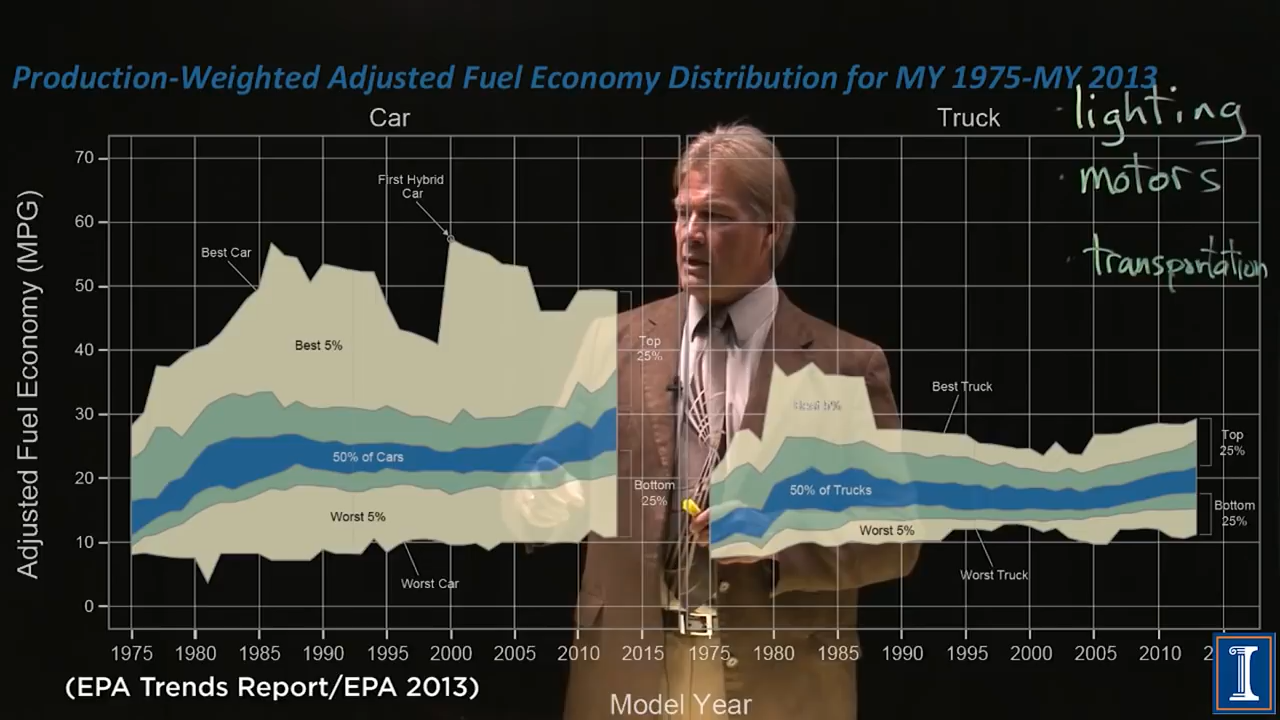 Production-Weighted Adjusted Fuel Economy Distribution for MY 1975-MY 2013
· lighting
· motors
· transportation
Car
Truck
Adjusted Fuel Economy (MPG)
70
60
50
40
30
20
10
0
First Hybrid
Car
Best Car
Best 5%
50% of Cars
Worst 5%
Worst Car
Top
25%
Bottom
25%
Best 5%
Best Truck
50% of Trucks
Worst 5%
Worst Truck
Top
25%
Bottom
25%
1975 1980 1985 1990 1995 2000 2005 2010 2015
1975 1980 1985 1990 1995 2000 2005 2010
(EPA Trends Report/EPA 2013)
Model Year
I